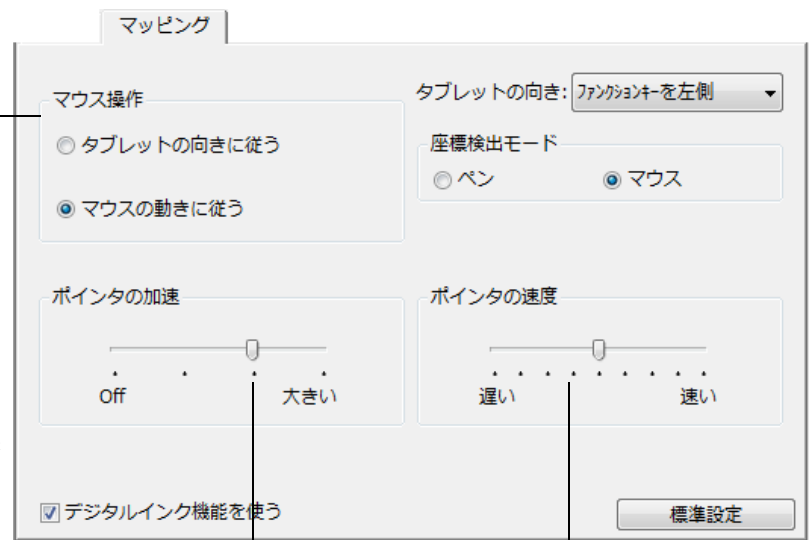 マッピング
マウス操作
タブレットの向きに従う
マウスの動きに従う
タブレットの向き: ファンクションキーを左側
座標検出モード
ペン マウス
ポインタの加速
Off 大きい
ポインタの速度
遅い 速い
デジタルインク機能を使う
標準設定